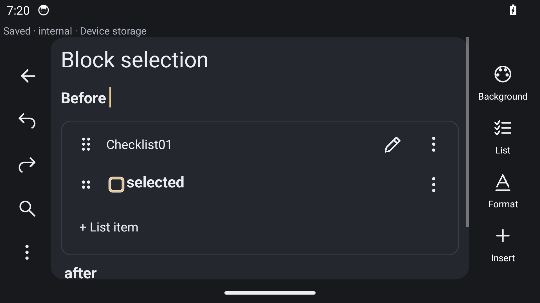 7:20
Saved · internal · Device storage
Block selection
Before
Checklist01
selected
+ List item
after
Background
List
Format
Insert